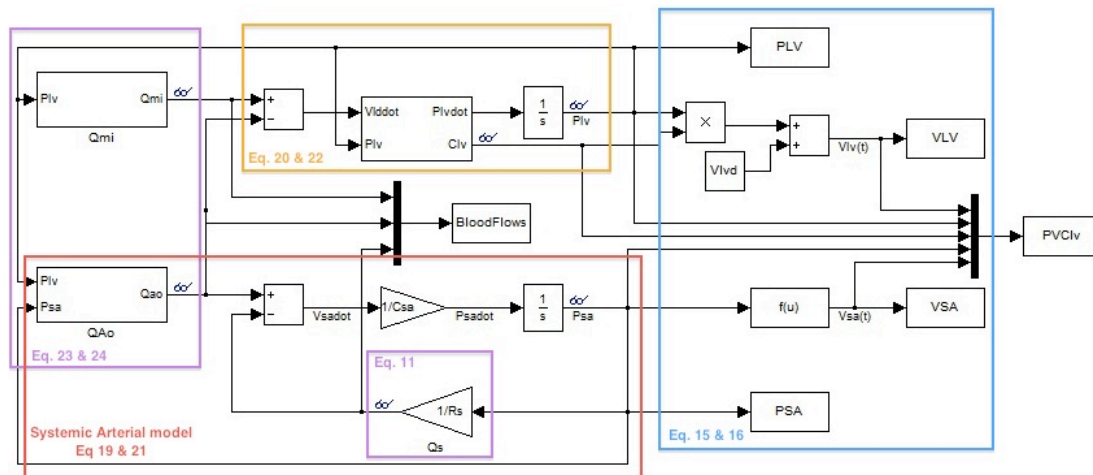 PLV
Plv
Qmi
Qmi
+
−
Vlddot
Plvdot
Plv
Clv
1
s
Plv
×
+
+
Vlv(t)
VLV
Vlvd
Eq. 20 & 22
BloodFlows
PVClv
Plv
Psa
Qao
QAo
Eq. 23 & 24
+
−
Vsadot
1/Csa
Psadot
1
s
Psa
f(u)
Vsa(t)
VSA
Eq. 11
1/Rs
Qs
PSA
Eq. 15 & 16
Systemic Arterial model
Eq 19 & 21